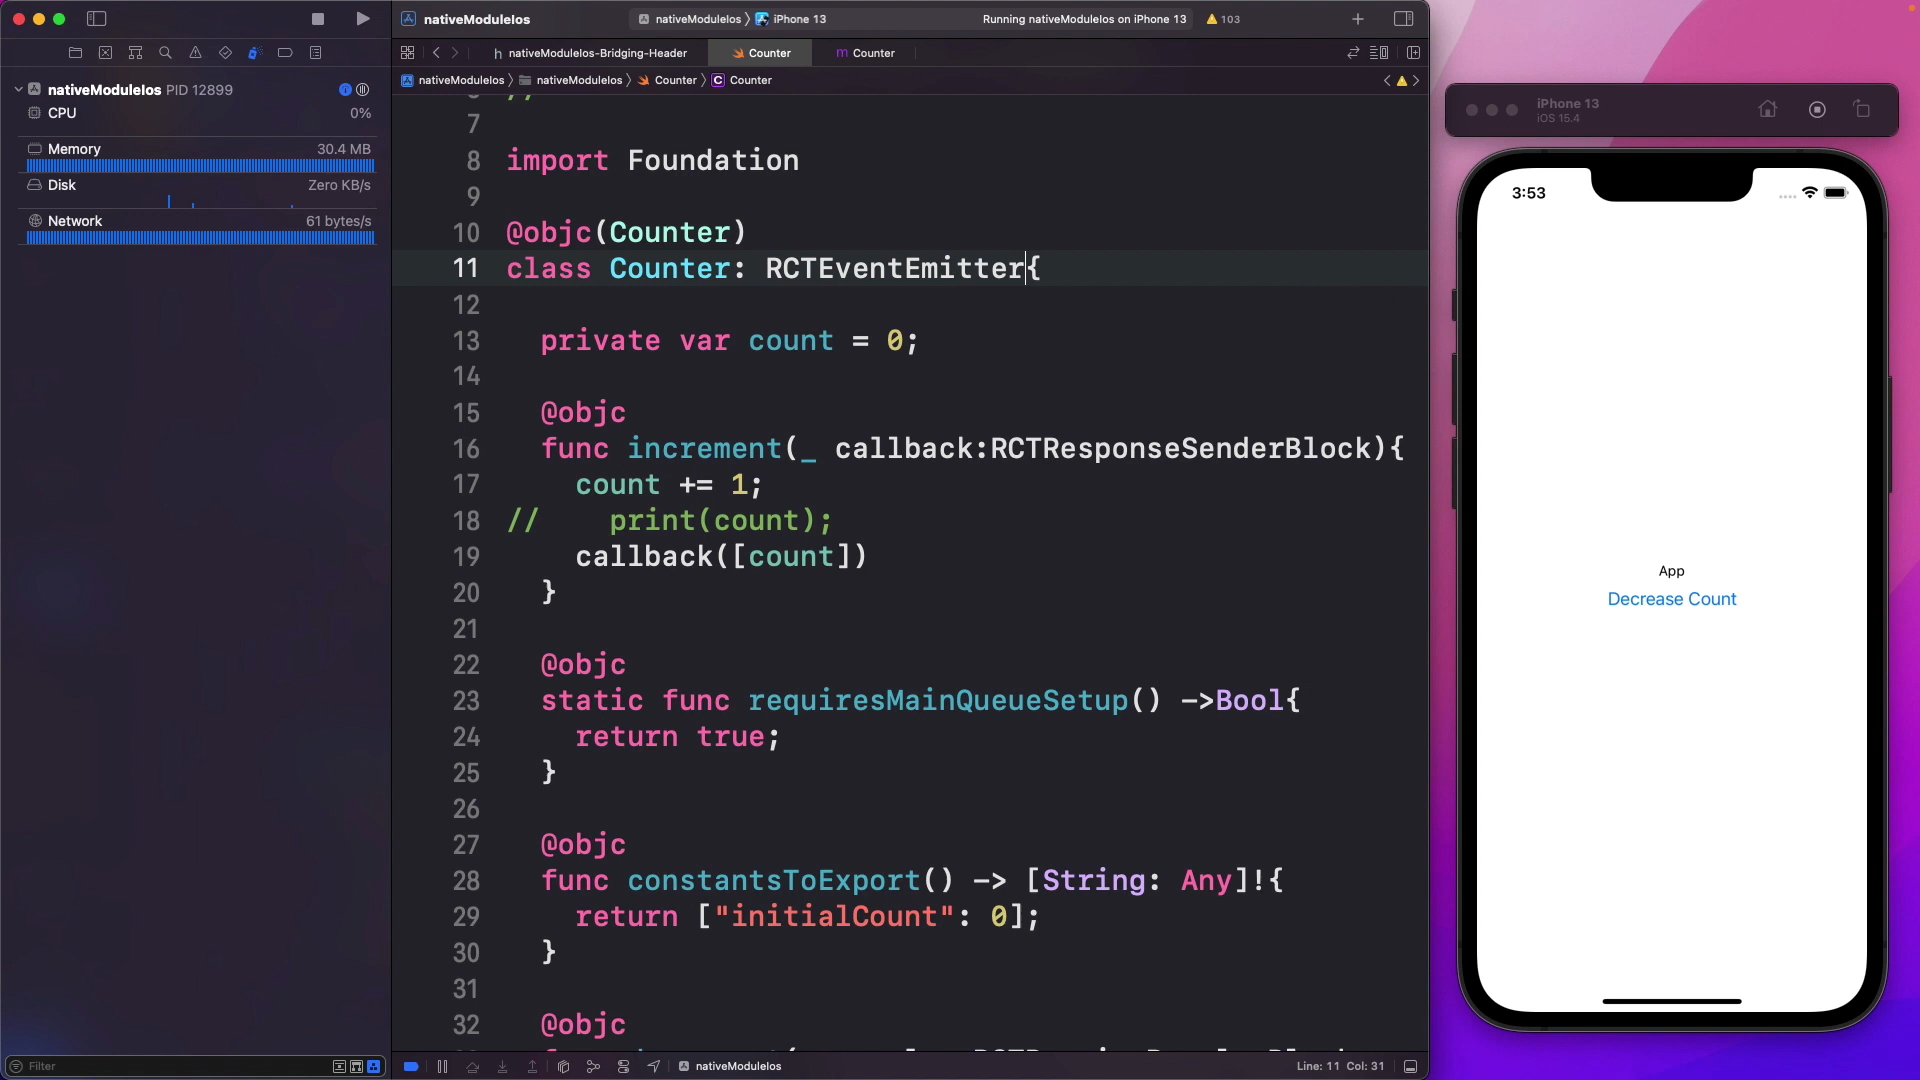 nativeModuleIos
nativeModuleIos
iPhone 13
Running nativeModuleIos on iPhone 13
103
nativeModuleIos-Bridging-Header
Counter
Counter
nativeModuleIos
nativeModuleIos
Counter
Counter
nativeModuleIos PID 12899
CPU 0%
Memory 30.4 MB
Disk Zero KB/s
Network 61 bytes/s
7
8 import Foundation
9
10 @objc(Counter)
11 class Counter: RCTEventEmitter{
12
13 private var count = 0;
14
15 @objc
16 func increment(_ callback:RCTResponseSenderBlock){
17 count += 1;
18 // print(count);
19 callback([count])
20 }
21
22 @objc
23 static func requiresMainQueueSetup() ->Bool{
24 return true;
25 }
26
27 @objc
28 func constantsToExport() -> [String: Any]!{
29 return ["initialCount": 0];
30 }
31
32 @objc
Filter
nativeModuleIos
Line: 11 Col: 31
iPhone 13
iOS 15.4
3:53
App
Decrease Count